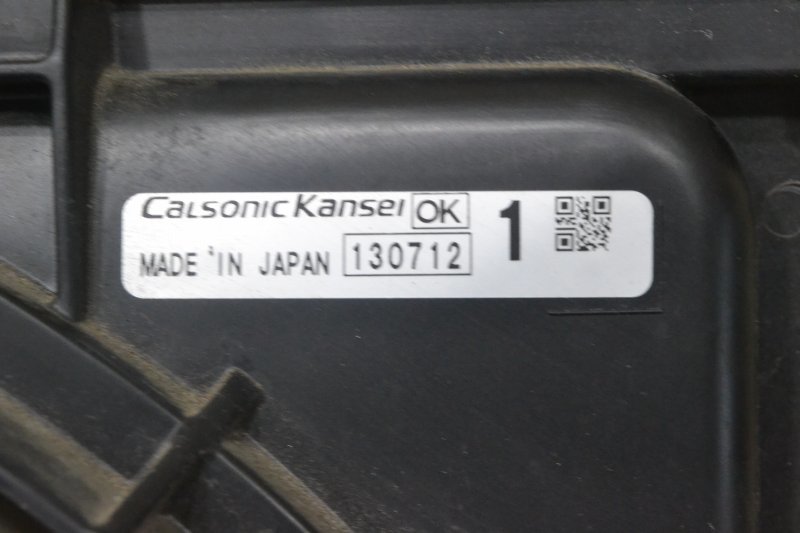 Calsonic Kansei OK
MADE IN JAPAN 130712
1